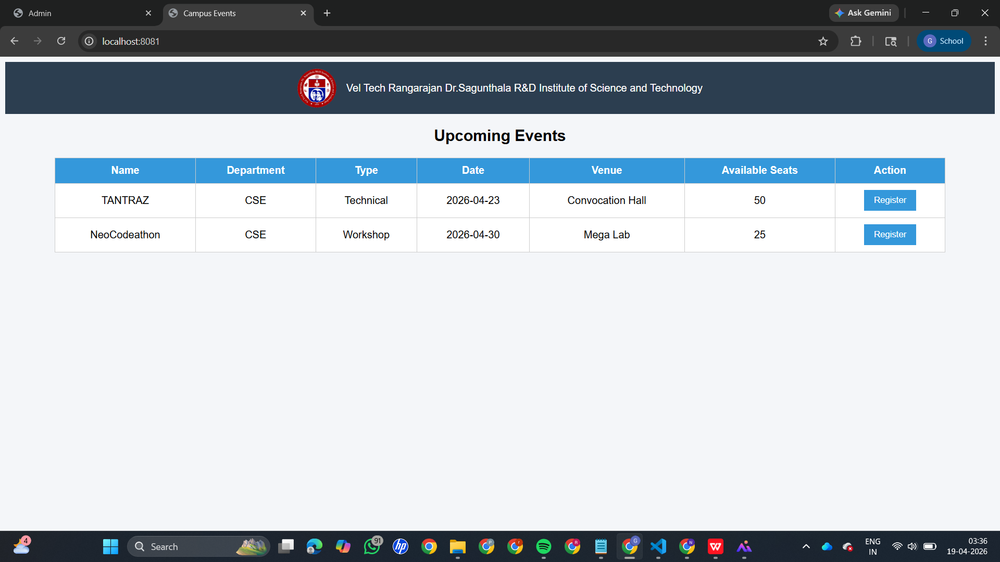 Admin
Campus Events
Ask Gemini
localhost:8081
G School
Vel Tech Rangarajan Dr.Sagunthala R&D Institute of Science and Technology
Upcoming Events
Name Department Type Date Venue Available Seats Action
TANTRAZ CSE Technical 2026-04-23 Convocation Hall 50 Register
NeoCodeathon CSE Workshop 2026-04-30 Mega Lab 25 Register
4
Search
91
hp
P
r
R
G
N
W
ENG
IN
03:36
19-04-2026